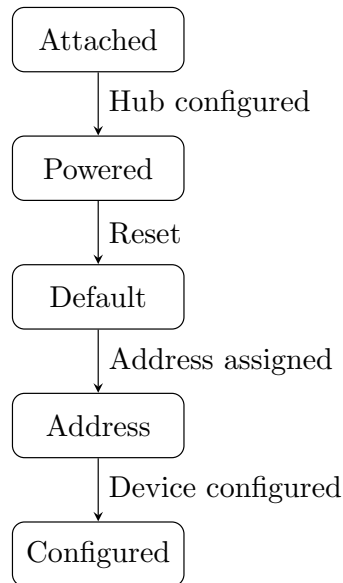 Attached
Hub configured
Powered
Reset
Default
Address assigned
Address
Device configured
Configured